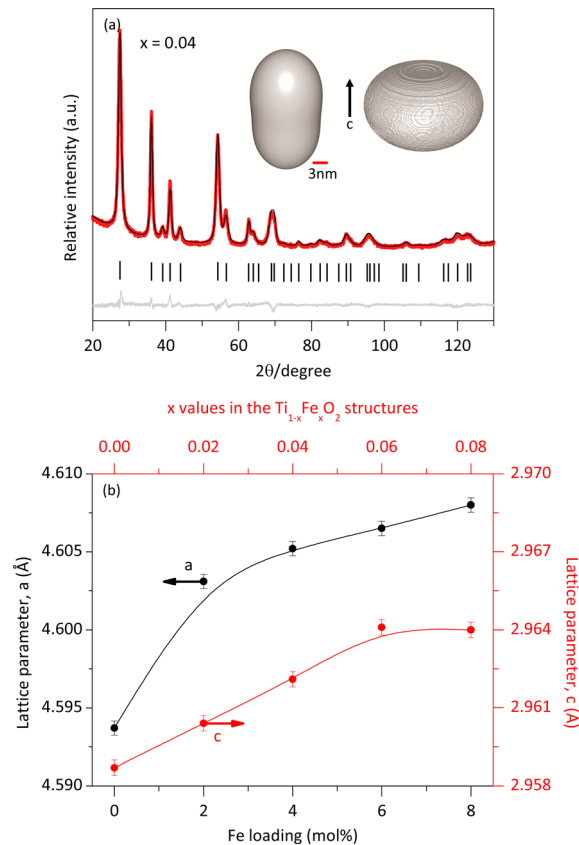 (a)
x = 0.04
c
3nm
Relative intensity (a.u.)
20 40 60 80 100 120
2θ/degree
x values in the Ti1-xFexO2 structures
0.00 0.02 0.04 0.06 0.08
(b)
4.610
4.605
4.600
4.595
4.590
Lattice parameter, a (Å)
a
c
2.970
2.967
2.964
2.961
2.958
Lattice parameter, c (Å)
0 2 4 6 8
Fe loading (mol%)